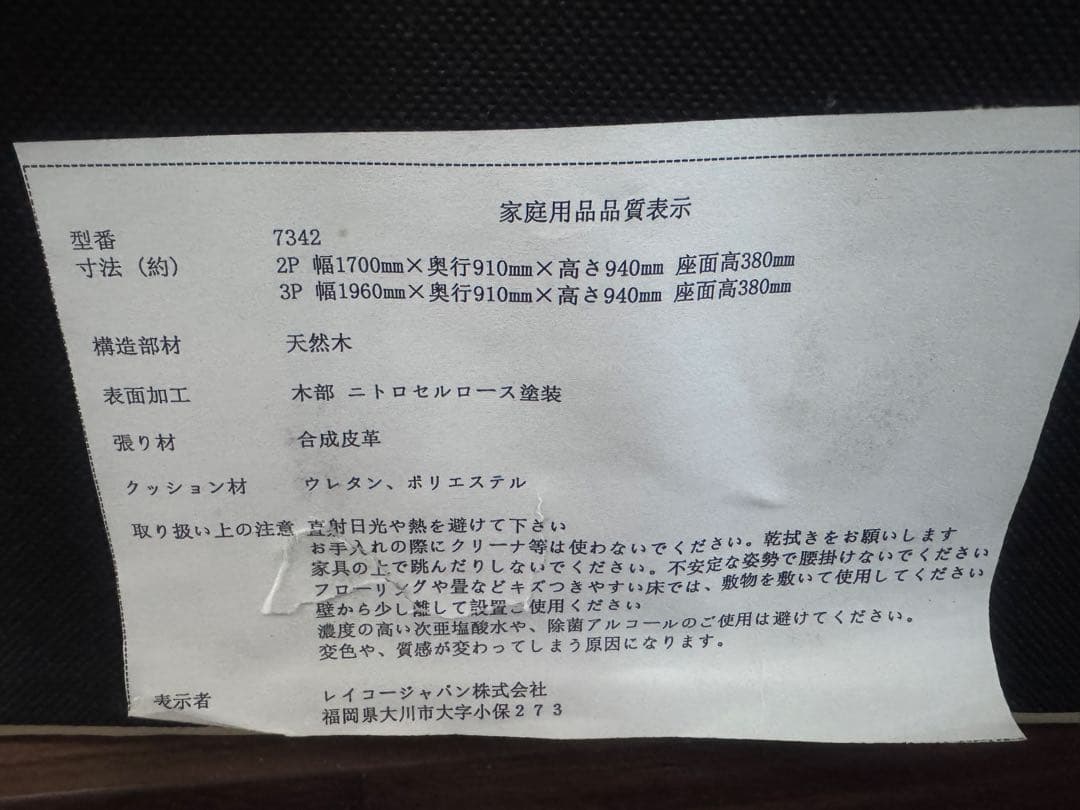 家庭用品品質表示
型番 7342
寸法（約） 2P 幅1700㎜×奥行910㎜×高さ940㎜ 座面高380㎜
3P 幅1960㎜×奥行910㎜×高さ940㎜ 座面高380㎜
構造部材 天然木
表面加工 木部 ニトロセルロース塗装
張り材 合成皮革
クッション材 ウレタン、ポリエステル
取り扱い上の注意 直射日光や熱を避けて下さい
お手入れの際にクリーナ等は使わないでください。乾拭きをお願いします
家具の上で跳んだりしないでください。不安定な姿勢で腰掛けないでください
フローリングや畳などキズつきやすい床では、敷物を敷いて使用してください
壁から少し離して設置ご使用ください
濃度の高い次亜塩酸水や、除菌アルコールのご使用は避けてください。
変色や、質感が変わってしまう原因になります。
表示者 レイコージャパン株式会社
福岡県大川市大字小保２７３